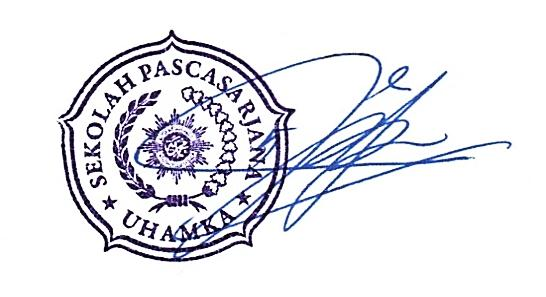 SEKOLAH PASCASARJANA
★ UHAMKA ★